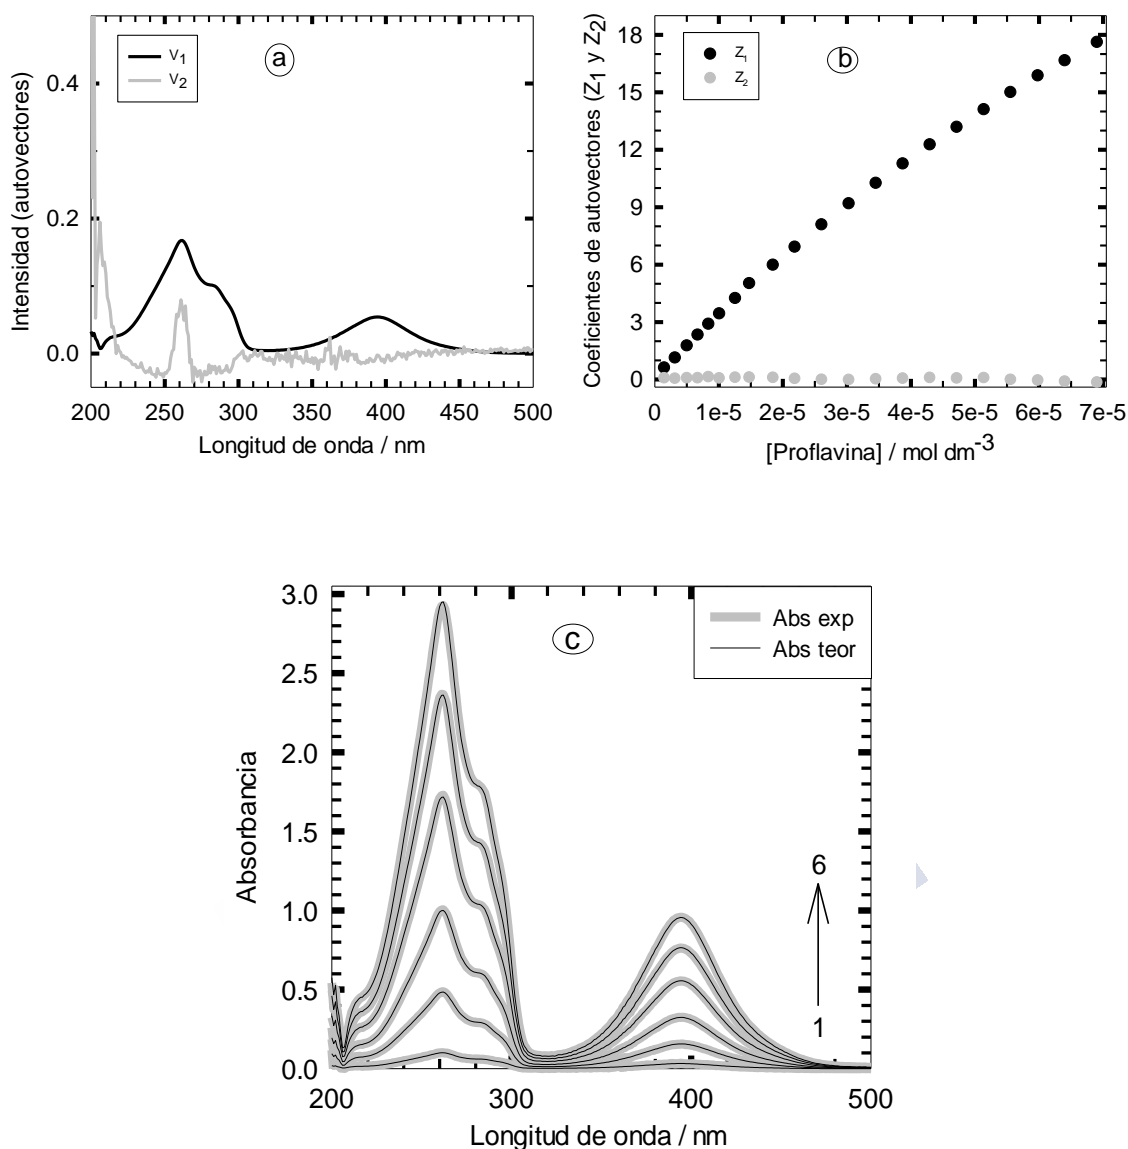 Intensidad (autovectores)
0.4
0.2
0.0
V1
V2
a
200 250 300 350 400 450 500
Longitud de onda / nm
Coeficientes de autovectores (Z1 y Z2)
18
15
12
9
6
3
0
Z1
Z2
b
0 1e-5 2e-5 3e-5 4e-5 5e-5 6e-5 7e-5
[Proflavina] / mol dm-3
Absorbancia
3.0
2.5
2.0
1.5
1.0
0.5
0.0
c
Abs exp
Abs teor
6
1
200 300 400 500
Longitud de onda / nm